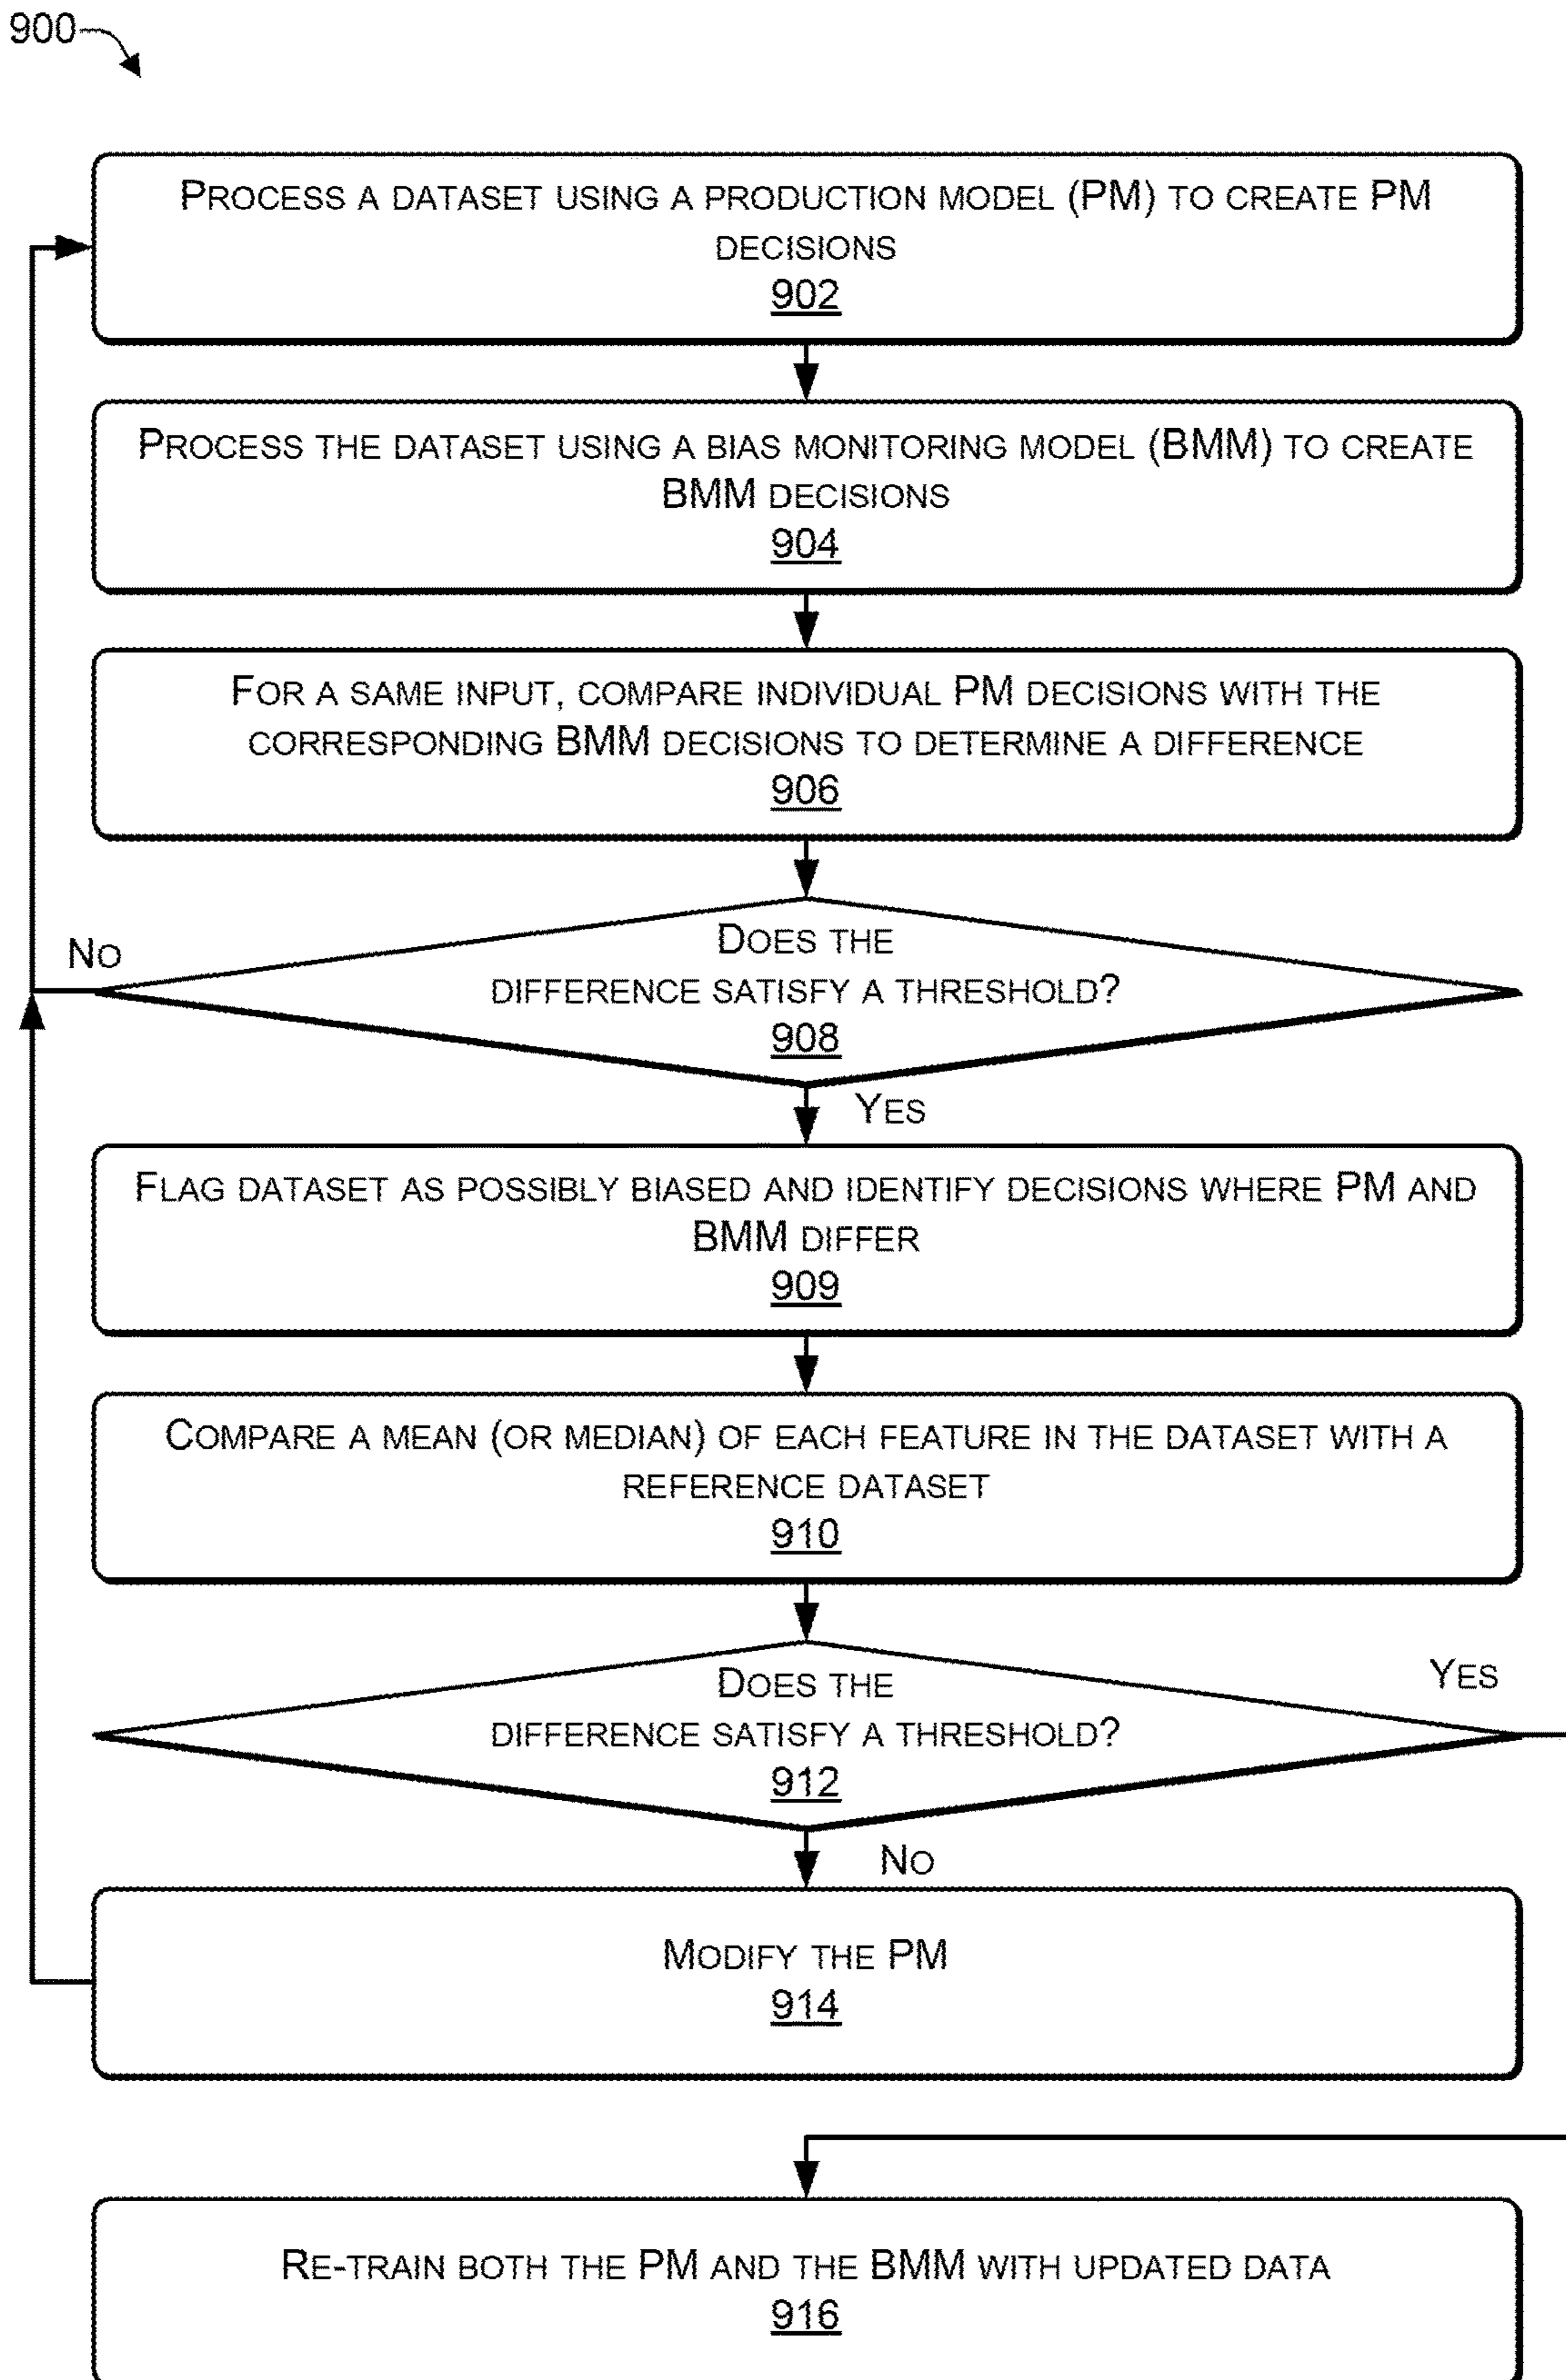 900
PROCESS A DATASET USING A PRODUCTION MODEL (PM) TO CREATE PM
DECISIONS
902
PROCESS THE DATASET USING A BIAS MONITORING MODEL (BMM) TO CREATE
BMM DECISIONS
904
FOR A SAME INPUT, COMPARE INDIVIDUAL PM DECISIONS WITH THE
CORRESPONDING BMM DECISIONS TO DETERMINE A DIFFERENCE
906
NO
DOES THE
DIFFERENCE SATISFY A THRESHOLD?
908
YES
FLAG DATASET AS POSSIBLY BIASED AND IDENTIFY DECISIONS WHERE PM AND
BMM DIFFER
909
COMPARE A MEAN (OR MEDIAN) OF EACH FEATURE IN THE DATASET WITH A
REFERENCE DATASET
910
DOES THE
DIFFERENCE SATISFY A THRESHOLD?
912
YES
NO
MODIFY THE PM
914
RE-TRAIN BOTH THE PM AND THE BMM WITH UPDATED DATA
916